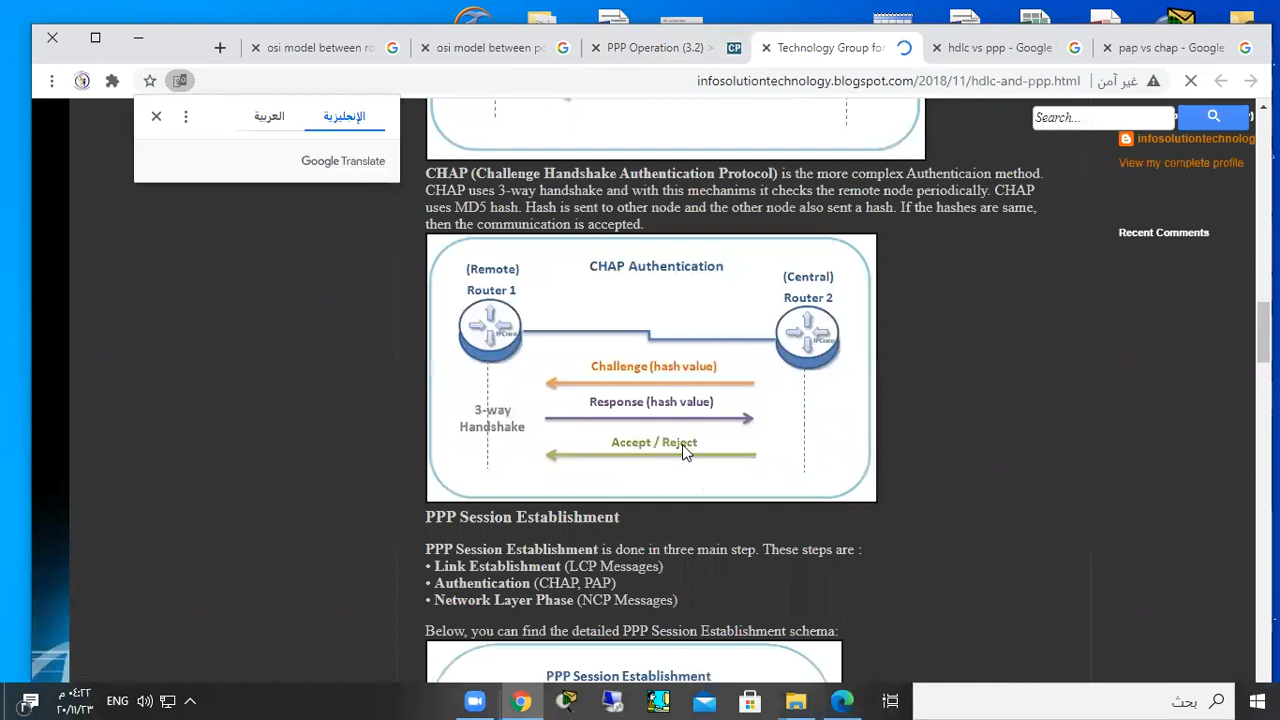 osi model between ro
osi model between po
PPP Operation (3.2) >
CP
Technology Group for
hdlc vs ppp - Google
pap vs chap - Google
infosolutiontechnology.blogspot.com/2018/11/hdlc-and-ppp.html
غير آمن
العربية
الإنجليزية
Google Translate
Search...
infosolutiontechnolog
View my complete profile
Recent Comments
CHAP (Challenge Handshake Authentication Protocol) is the more complex Authenticaion method.
CHAP uses 3-way handshake and with this mechanims it checks the remote node periodically. CHAP
uses MD5 hash. Hash is sent to other node and the other node also sent a hash. If the hashes are same,
then the communication is accepted.
CHAP Authentication
(Remote)
Router 1
(Central)
Router 2
Challenge (hash value)
Response (hash value)
3-way
Handshake
Accept / Reject
PPP Session Establishment
PPP Session Establishment is done in three main step. These steps are :
• Link Establishment (LCP Messages)
• Authentication (CHAP, PAP)
• Network Layer Phase (NCP Messages)
Below, you can find the detailed PPP Session Establishment schema:
PPP Session Establishment
ENG
بحث